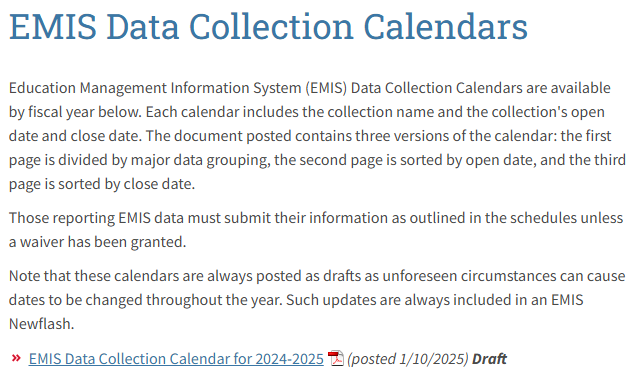 EMIS Data Collection Calendars
Education Management Information System (EMIS) Data Collection Calendars are available
by fiscal year below. Each calendar includes the collection name and the collection's open
date and close date. The document posted contains three versions of the calendar: the first
page is divided by major data grouping, the second page is sorted by open date, and the third
page is sorted by close date.
Those reporting EMIS data must submit their information as outlined in the schedules unless
a waiver has been granted.
Note that these calendars are always posted as drafts as unforeseen circumstances can cause
dates to be changed throughout the year. Such updates are always included in an EMIS
Newflash.
» EMIS Data Collection Calendar for 2024-2025 (posted 1/10/2025) Draft